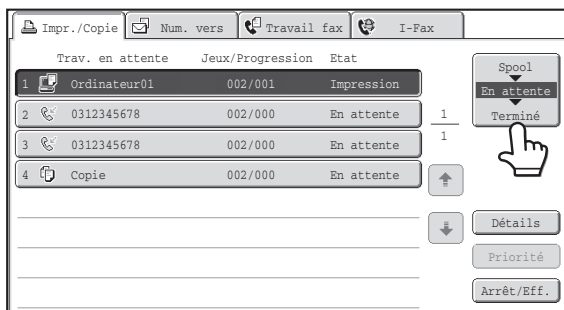 Impr./Copie Num. vers Travail fax I-Fax
Trav. en attente Jeux/Progression Etat
1 Ordinateur01 002/001 Impression
2 0312345678 002/000 En attente
3 0312345678 002/000 En attente
4 Copie 002/000 En attente
1
1
Spool
En attente
Terminé
Détails
Priorité
Arrêt/Eff.